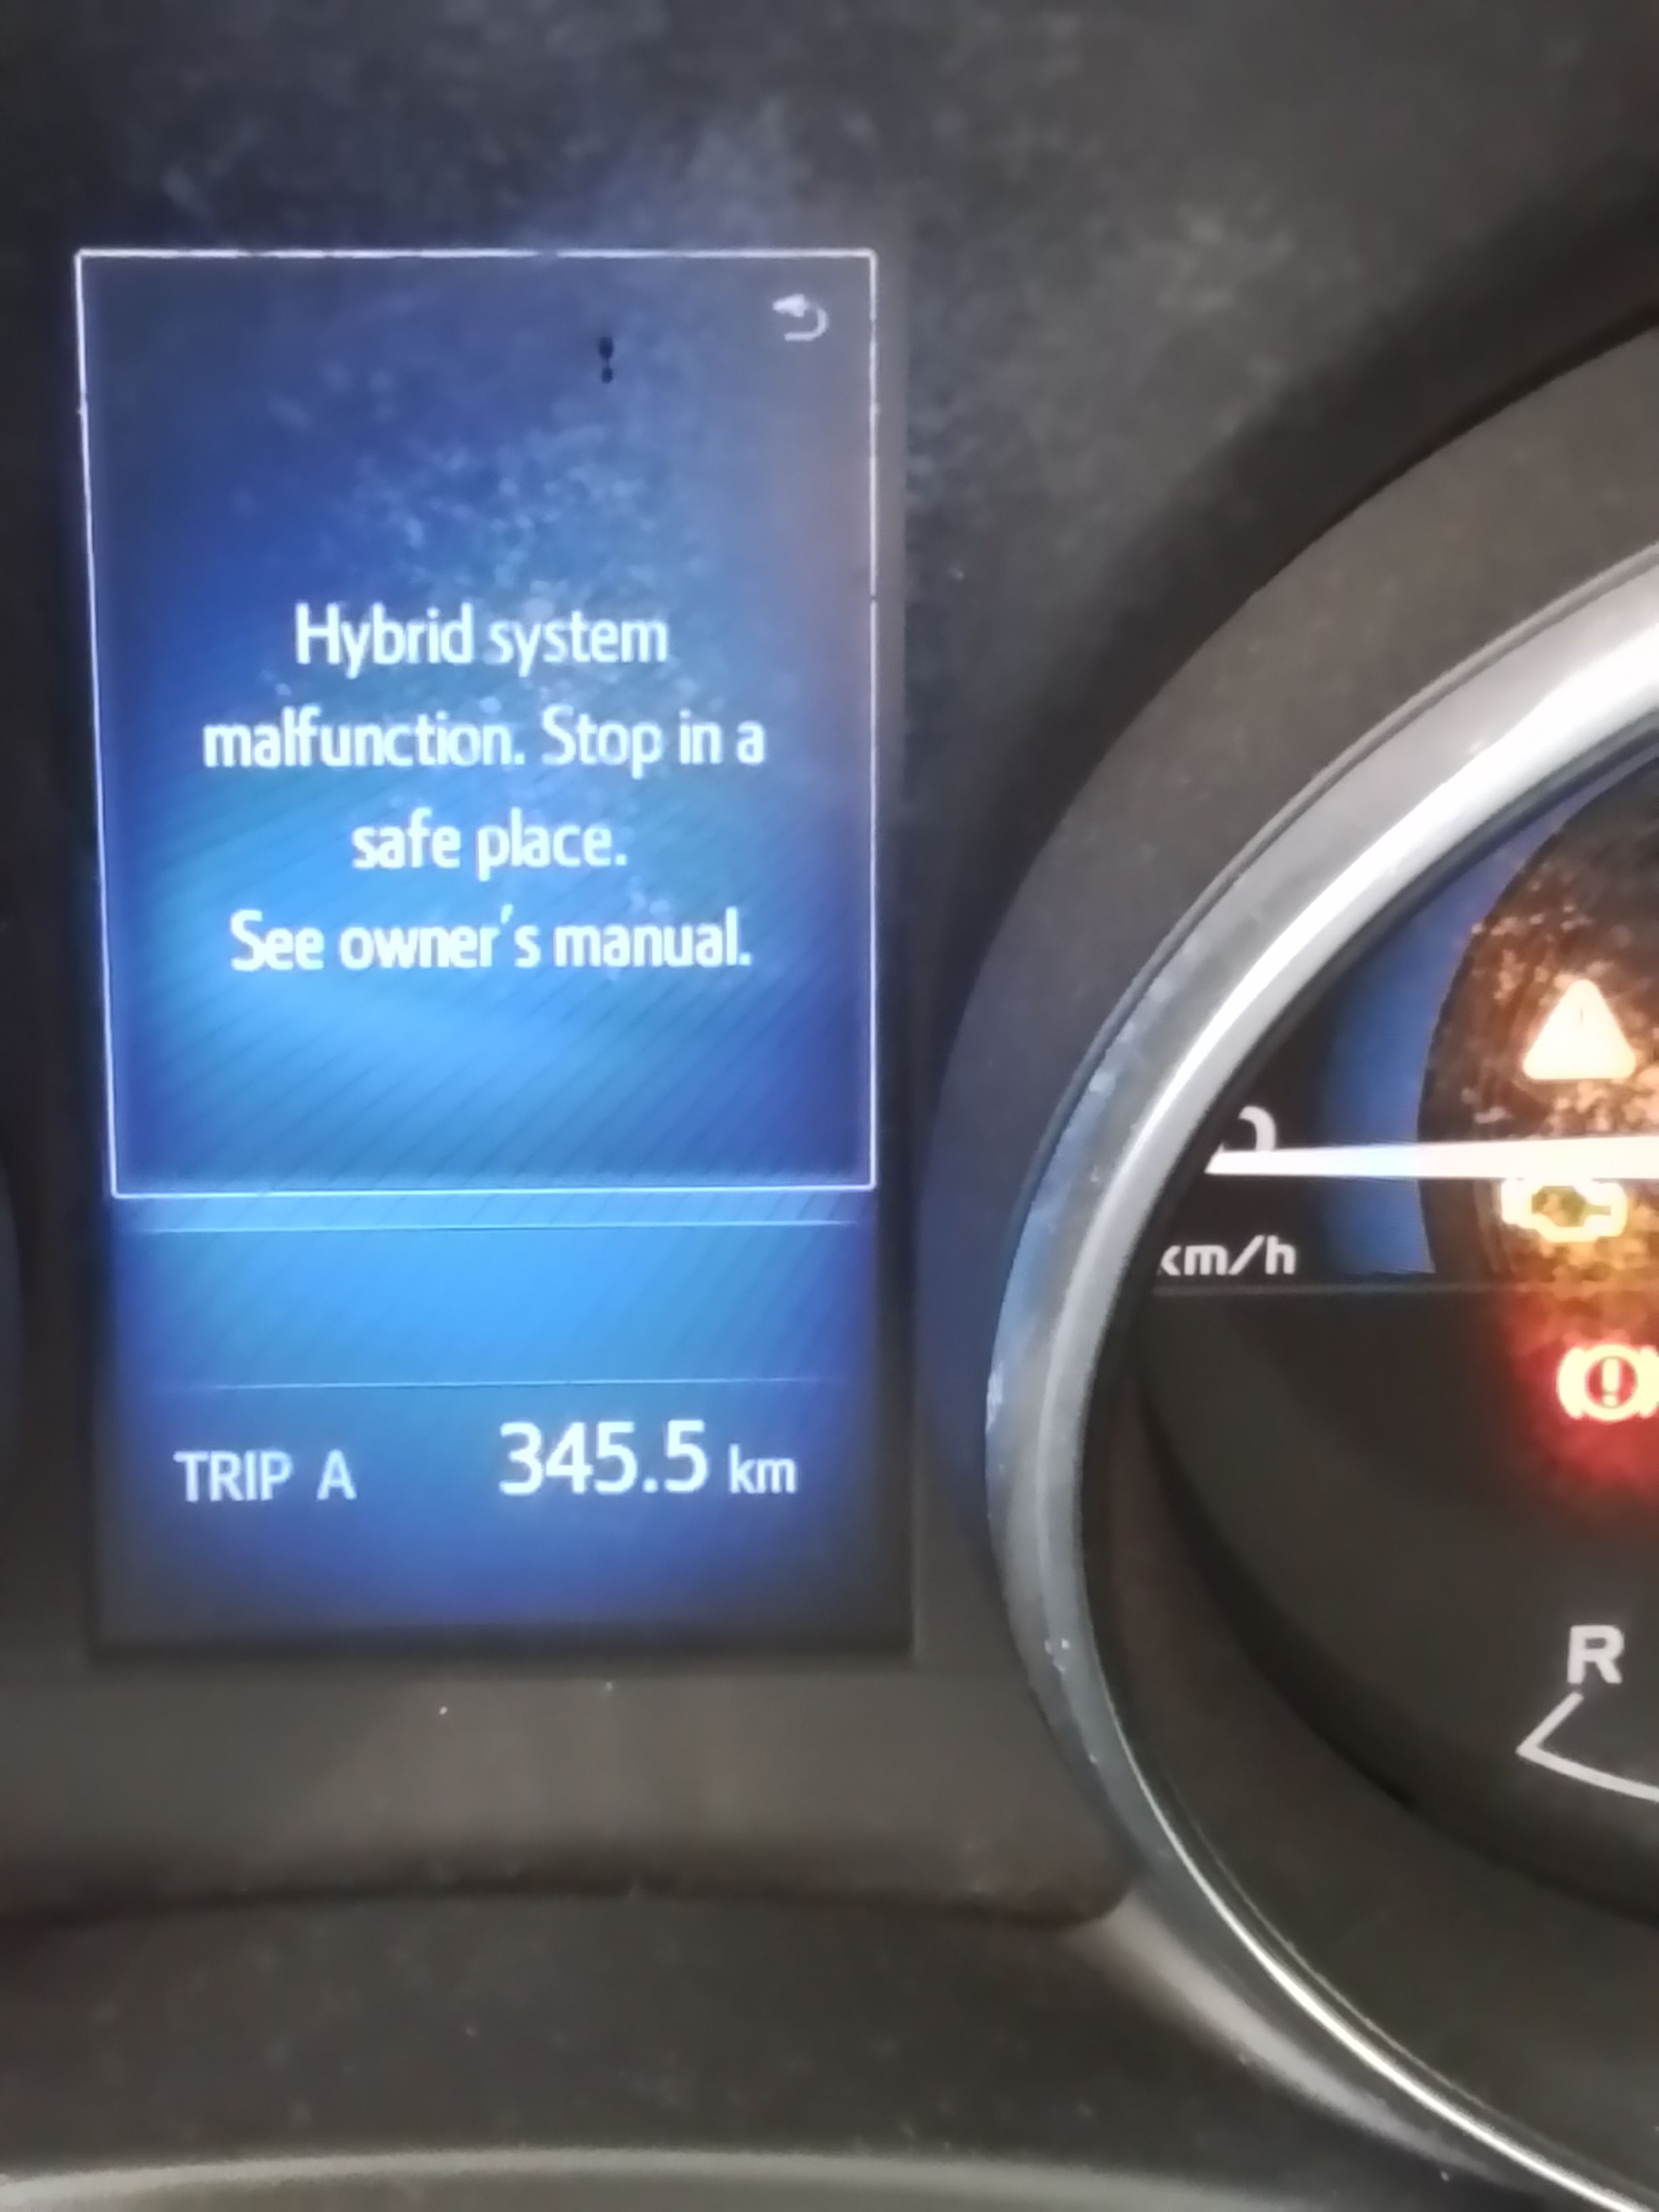 Hybrid system
malfunction. Stop in a
safe place.
See owner's manual.
TRIP A 345.5 km
km/h
R